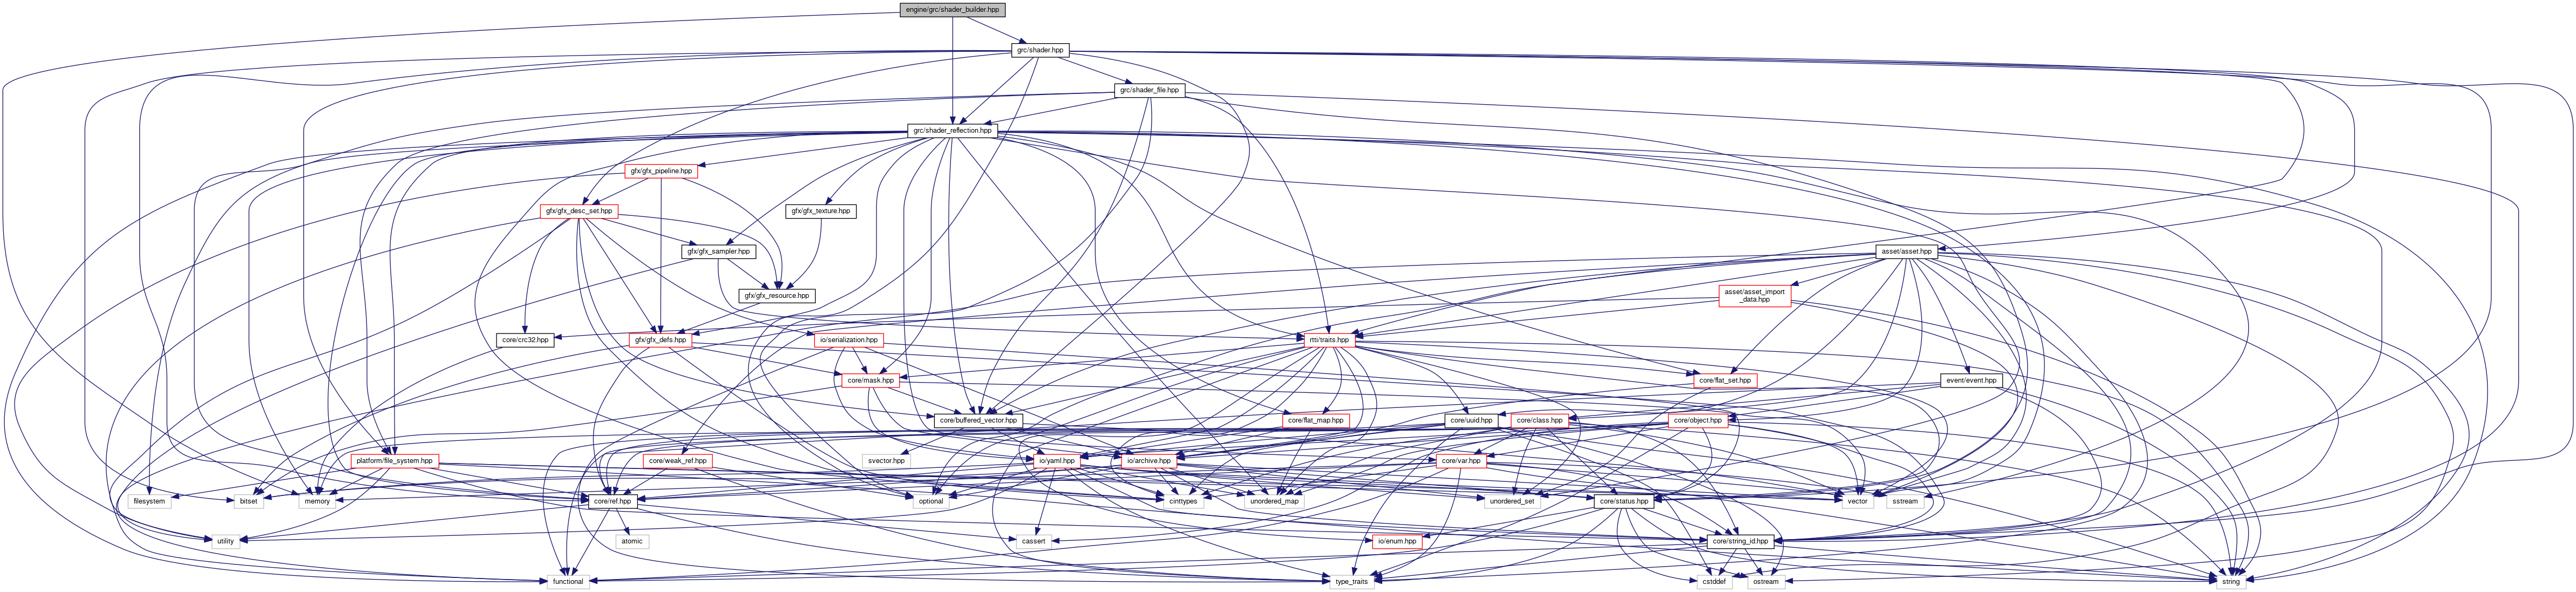 engine/grc/shader_builder.hpp
grc/shader.hpp
grc/shader_file.hpp
grc/shader_reflection.hpp
gfx/gfx_pipeline.hpp
gfx/gfx_desc_set.hpp
gfx/gfx_texture.hpp
gfx/gfx_sampler.hpp
asset/asset.hpp
gfx/gfx_resource.hpp
asset/asset_import
_data.hpp
core/crc32.hpp
gfx/gfx_defs.hpp
io/serialization.hpp
rtti/traits.hpp
core/mask.hpp
core/flat_set.hpp
event/event.hpp
core/buffered_vector.hpp
core/flat_map.hpp
core/uuid.hpp
core/class.hpp
core/object.hpp
platform/file_system.hpp
core/weak_ref.hpp
svector.hpp
io/yaml.hpp
io/archive.hpp
core/var.hpp
filesystem
bitset
memory
core/ref.hpp
optional
cinttypes
unordered_map
unordered_set
core/status.hpp
vector
sstream
utility
atomic
cassert
io/enum.hpp
core/string_id.hpp
functional
type_traits
cstddef
ostream
string